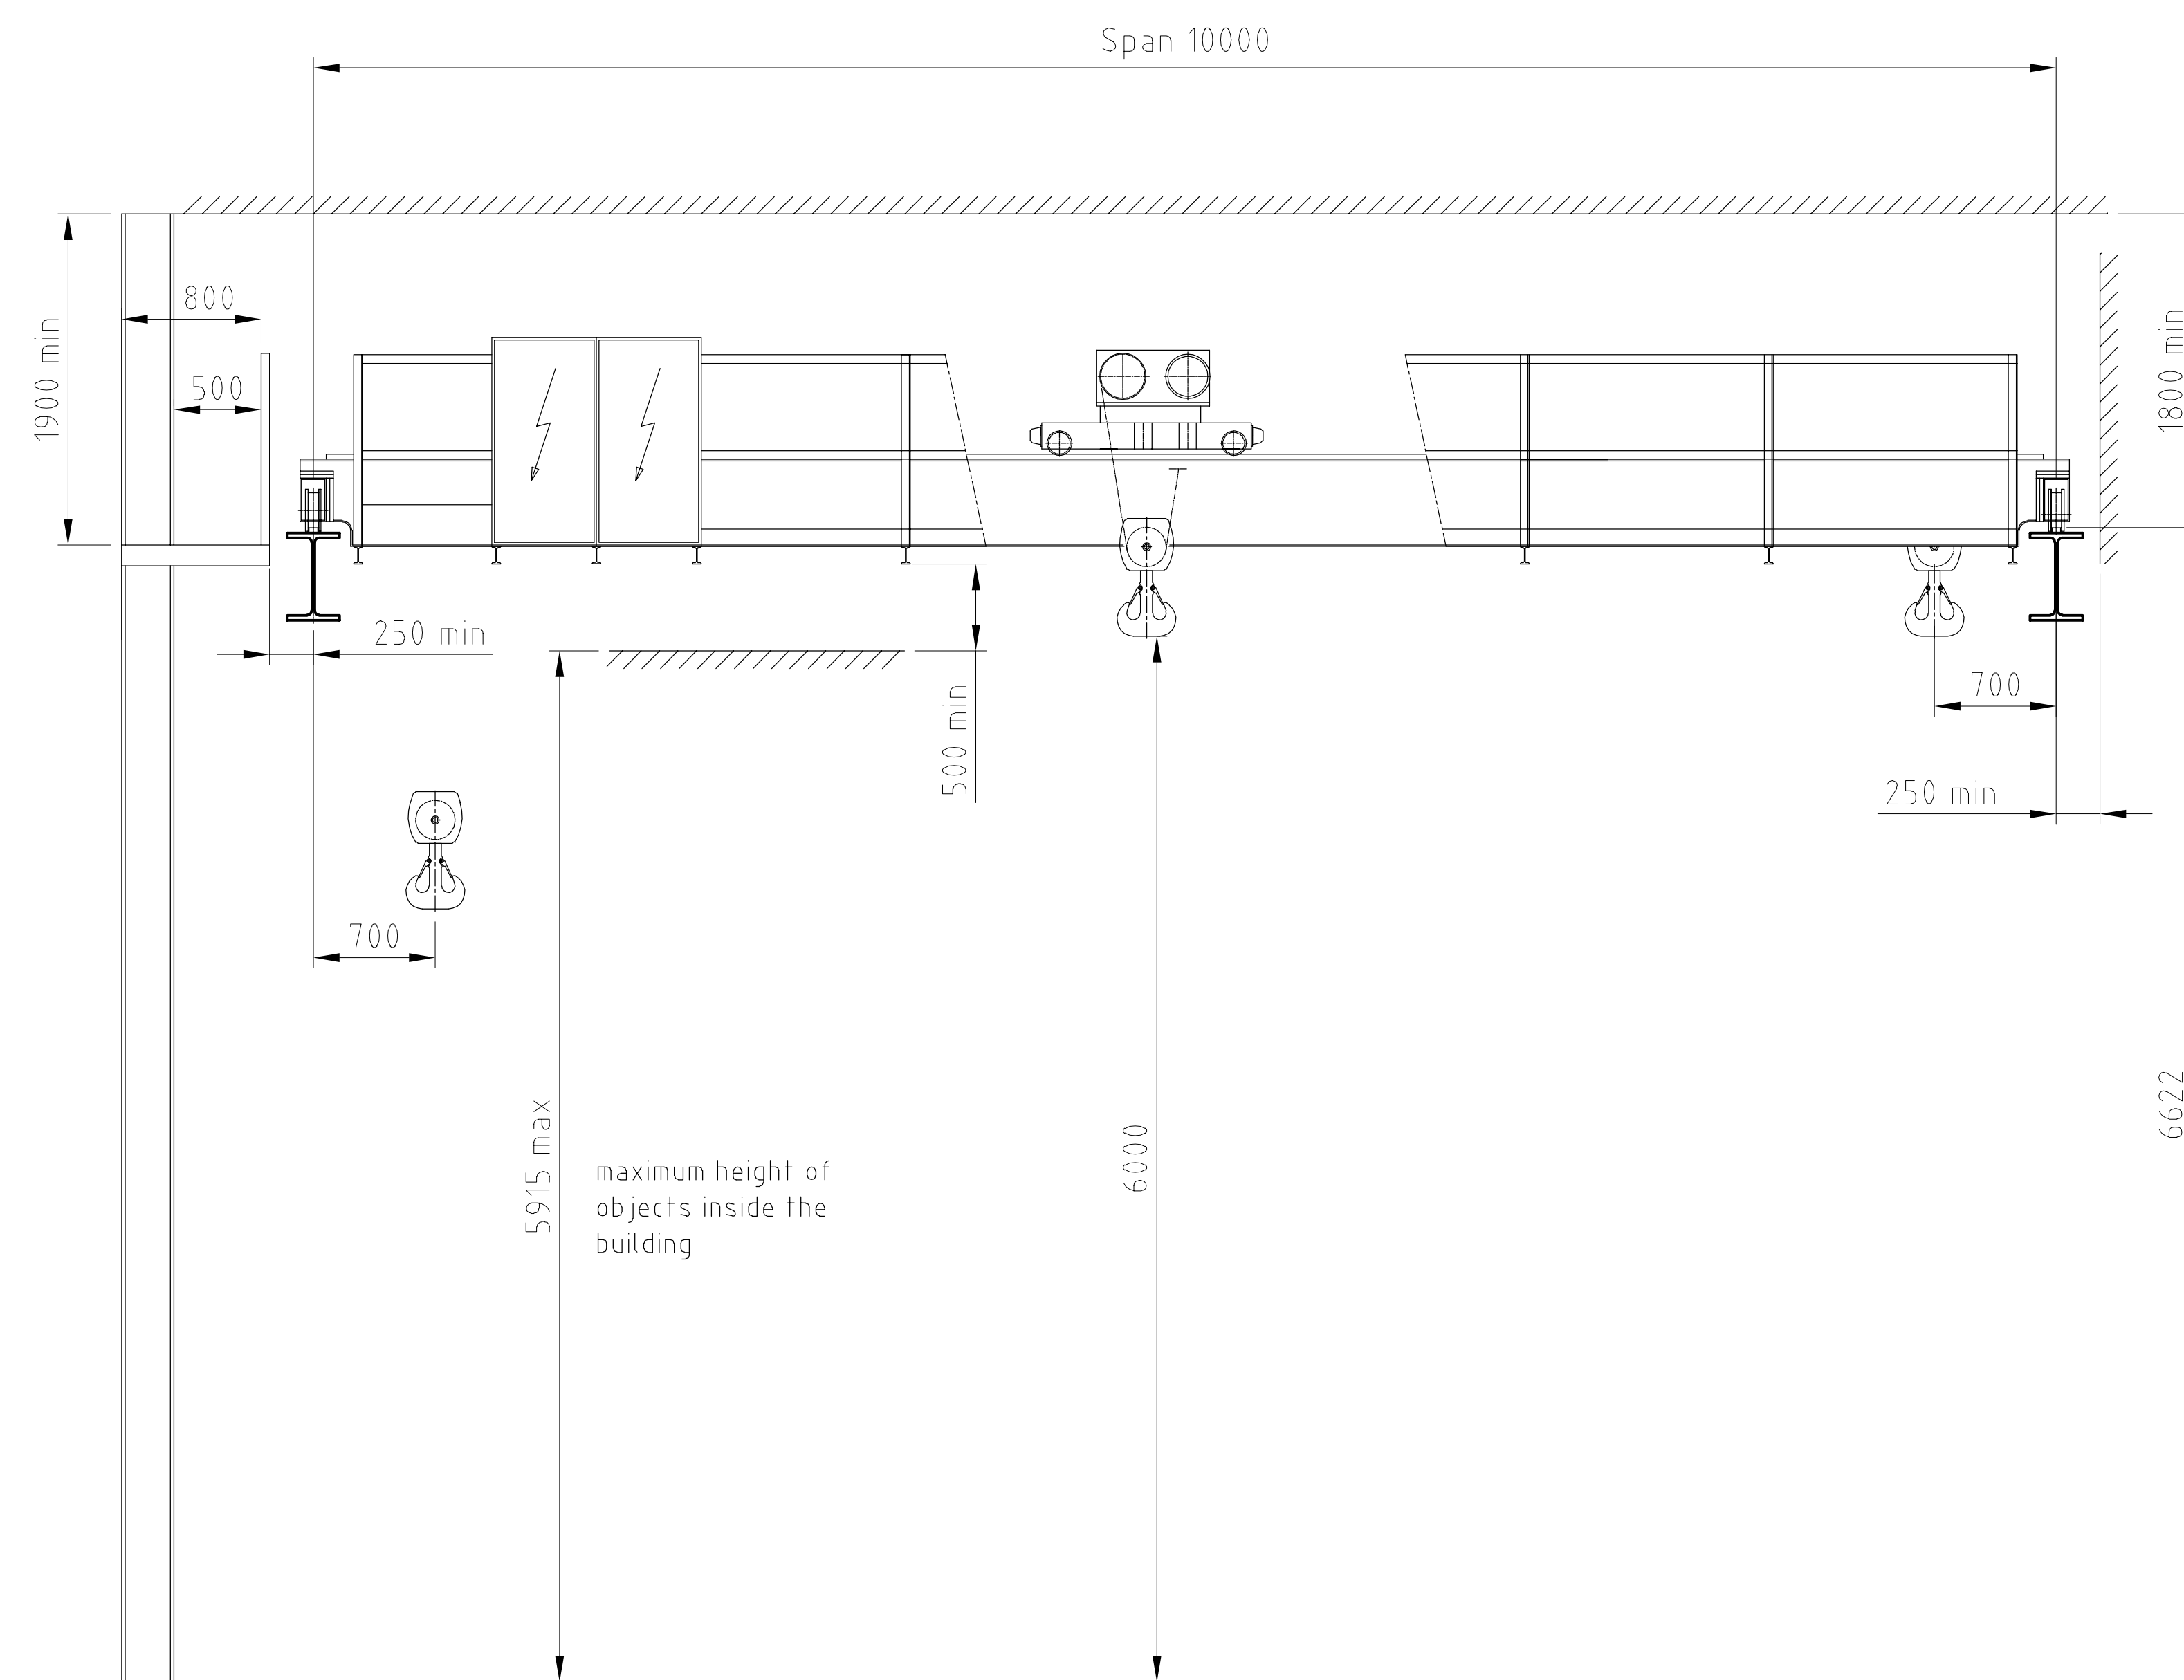 Span 10000
800
1900 min
500
1800 min
250 min
500 min
700
250 min
700
5915 max
maximum height of
objects inside the
building
6000
6622